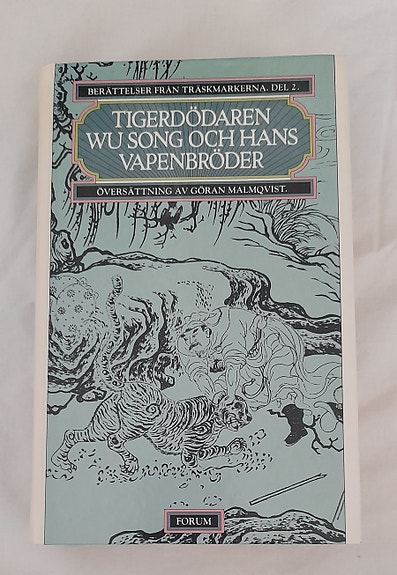 BERÄTTELSER FRÅN TRÄSKMARKERNA. DEL 2.
TIGERDÖDAREN
WU SONG OCH HANS
VAPENBRÖDER
ÖVERSÄTTNING AV GÖRAN MALMQVIST.
FORUM